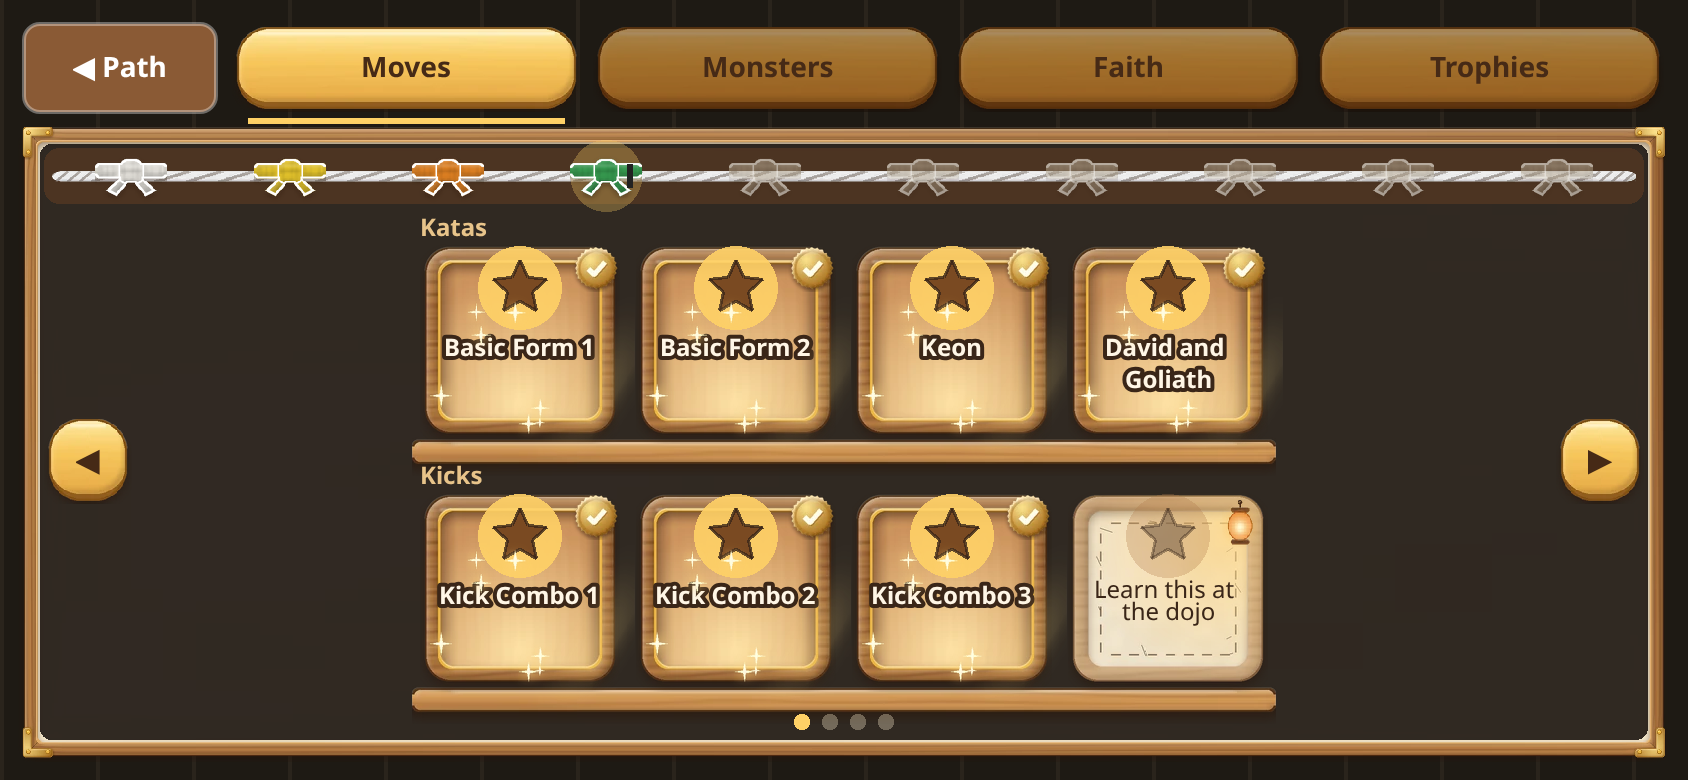 ◀ Path
Moves
Monsters
Faith
Trophies
Katas
Basic Form 1
Basic Form 2
Keon
David and
Goliath
Kicks
Kick Combo 1
Kick Combo 2
Kick Combo 3
Learn this at
the dojo